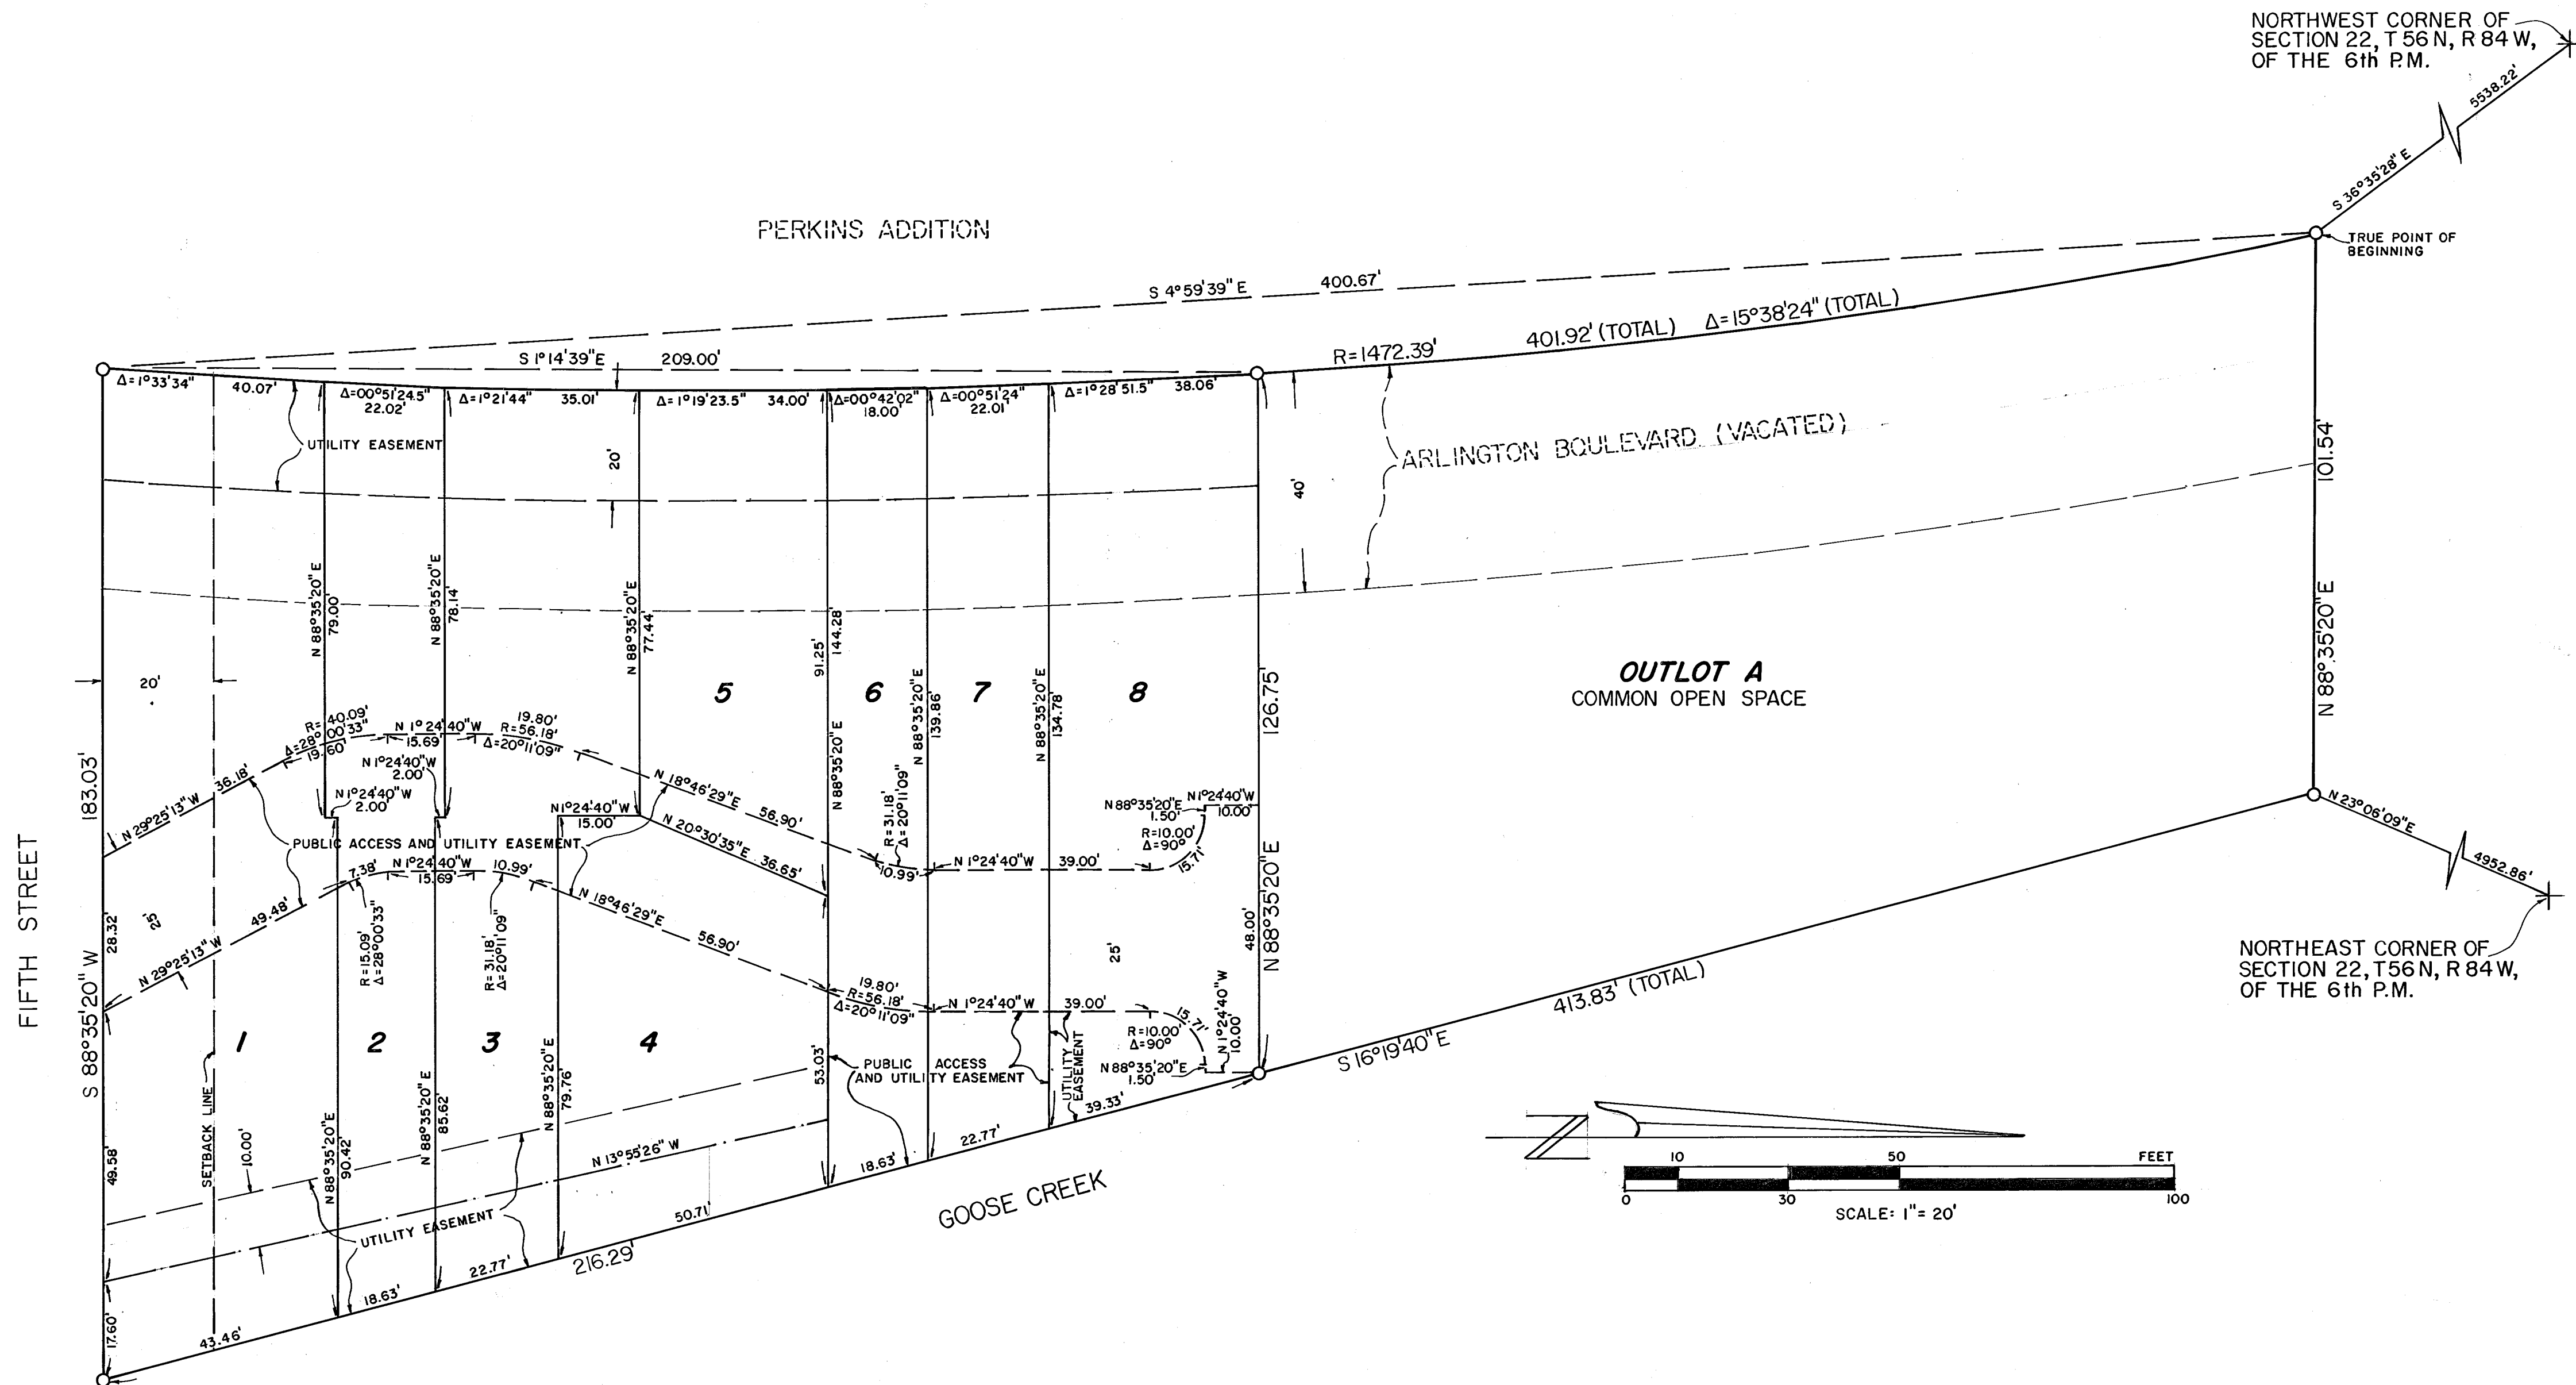 NORTHWEST CORNER OF
SECTION 22, T 56 N, R 84 W,
OF THE 6th P.M.
5538.22'
S 36°35'28" E
TRUE POINT OF
BEGINNING
PERKINS ADDITION
S 4°59'39" E 400.67'
401.92' (TOTAL) Δ=15°38'24" (TOTAL)
R=1472.39'
S 1°14'39" E 209.00'
Δ=1°33'34"
40.07'
Δ=00°51'24.5"
22.02'
Δ=1°21'44" 35.01'
Δ=1°19'23.5" 34.00'
Δ=00°42'02"
18.00'
Δ=00°51'24"
22.01'
Δ=1°28'51.5" 38.06'
UTILITY EASEMENT
20'
40'
ARLINGTON BOULEVARD (VACATED)
101.54'
N 88°35'20" E
N 88°35'20" E
79.00'
N 88°35'20" E
78.14'
N 88°35'20" E
77.44'
91.25'
144.28'
N 88°35'20" E
N 88°35'20" E
139.86'
N 88°35'20" E
134.78'
126.75'
N 88°35'20" E
48.00'
20'
5
6
7
8
OUTLOT A
COMMON OPEN SPACE
R=40.09'
Δ=28°00'33"
19.60'
N 1°24'40" W
15.69'
19.80'
R=56.18'
Δ=20°11'09"
N 1°24'40" W
2.00'
N 1°24'40" W
2.00'
36.18'
N 29°25'13" W
PUBLIC ACCESS AND UTILITY EASEMENT
N 1°24'40" W
15.00'
N 18°46'29" E 56.90'
N 20°30'35" E 36.65'
R=31.18'
Δ=20°11'09"
10.99'
N 1°24'40" W 39.00'
N 88°35'20" E
1.50'
N 1°24'40" W
10.00'
R=10.00'
Δ=90°
15.71'
183.03'
S 88°35'20" W
FIFTH STREET
28.32'
25'
49.48'
N 29°25'13" W
7.38'
N 1°24'40" W
15.69'
10.99'
R=15.09'
Δ=28°00'33"
R=31.18'
Δ=20°11'09"
N 18°46'29" E
56.90'
19.80'
R=56.18'
Δ=20°11'09"
N 1°24'40" W 39.00'
25'
15.71'
R=10.00'
Δ=90°
N 88°35'20" E
1.50'
N 1°24'40" W
10.00'
1
2
3
4
49.58'
17.60'
SETBACK LINE
10.00'
N 88°35'20" E
90.42'
N 88°35'20" E
85.62'
N 88°35'20" E
79.76'
53.03'
PUBLIC ACCESS
AND UTILITY EASEMENT
UTILITY
EASEMENT
N 13°55'26" W
UTILITY EASEMENT
43.46'
18.63'
22.77'
50.71'
18.63'
22.77'
39.33'
216.29'
GOOSE CREEK
S 16°19'40" E
413.83' (TOTAL)
N 23°06'09" E
4952.86'
NORTHEAST CORNER OF
SECTION 22, T 56 N, R 84 W,
OF THE 6th P.M.
N
10 50 FEET
0 30 100
SCALE: 1" = 20'